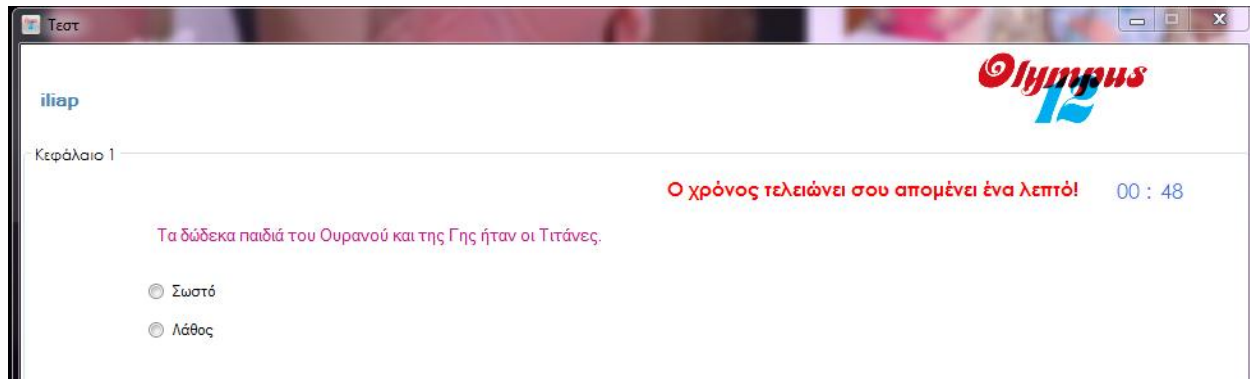 Τεστ
Olympus
12
iliap
Κεφάλαιο 1
Ο χρόνος τελειώνει σου απομένει ένα λεπτό! 00 : 48
Τα δώδεκα παιδιά του Ουρανού και της Γης ήταν οι Τιτάνες.
Σωστό
Λάθος